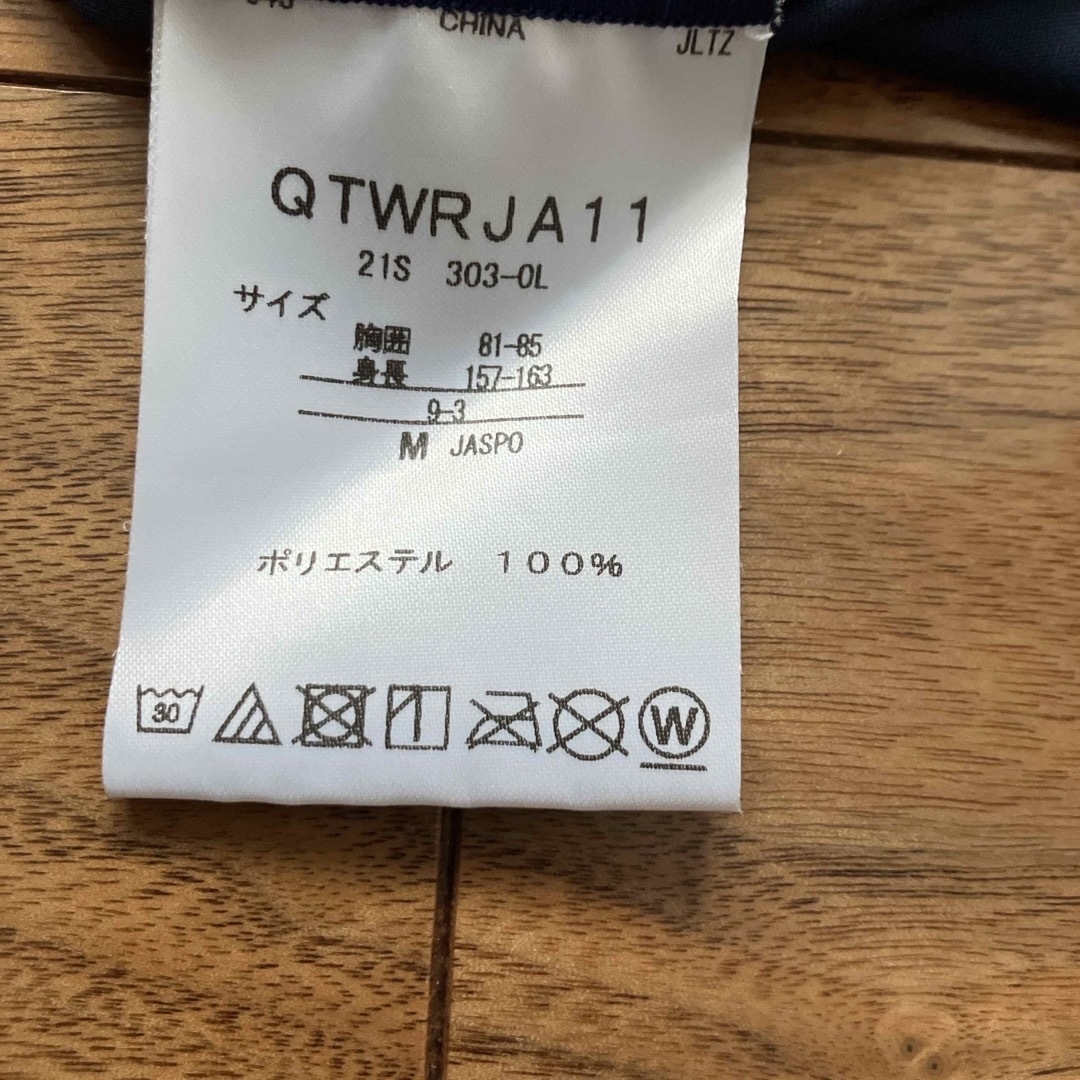 CHINA
JLTZ
QTWRJA11
21S 303-0L
サイズ
胸囲 81-85
身長 157-163
9-3
M JASPO
ポリエステル 100%
30
W